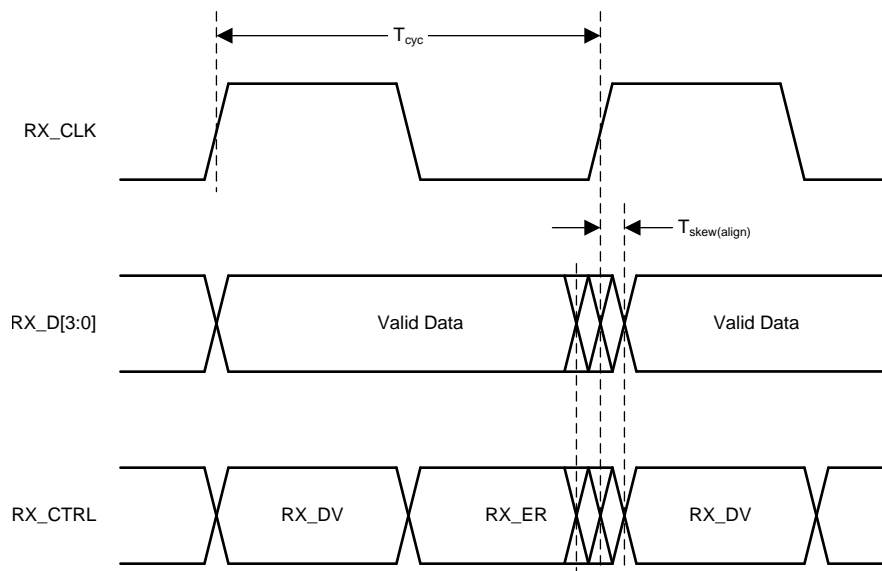 T_cyc
RX_CLK
T_skew(align)
RX_D[3:0]
Valid Data
Valid Data
RX_CTRL
RX_DV
RX_ER
RX_DV